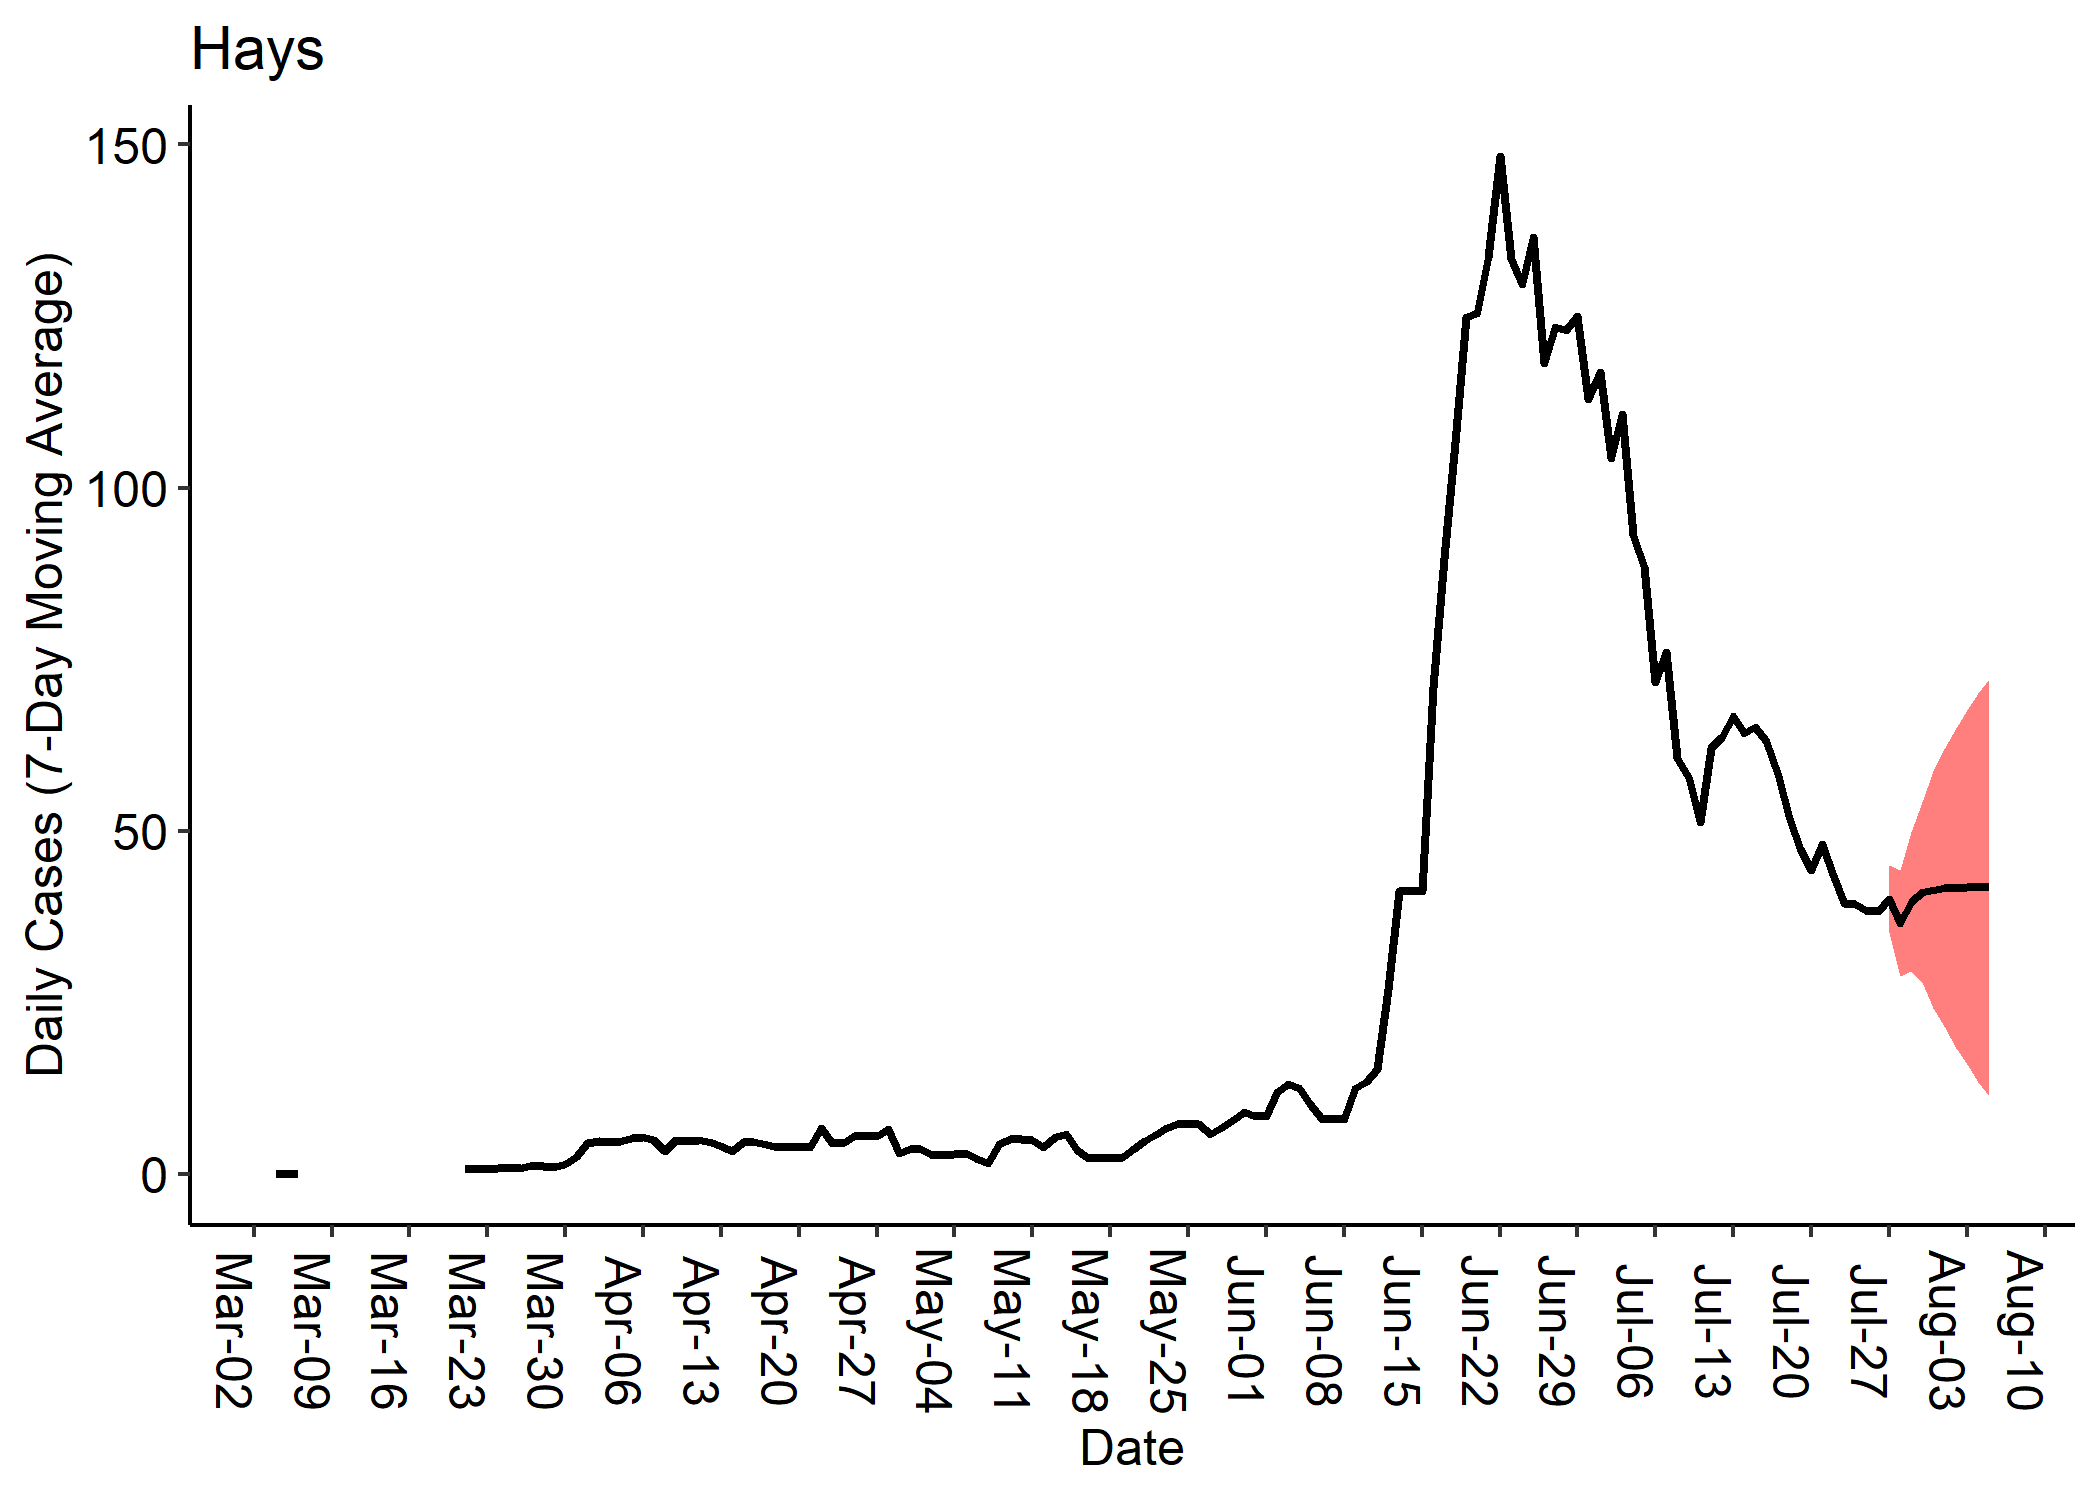 Hays
Daily Cases (7-Day Moving Average)
150
100
50
0
Mar-02
Mar-09
Mar-16
Mar-23
Mar-30
Apr-06
Apr-13
Apr-20
Apr-27
May-04
May-11
May-18
May-25
Jun-01
Jun-08
Jun-15
Jun-22
Jun-29
Jul-06
Jul-13
Jul-20
Jul-27
Aug-03
Aug-10
Date